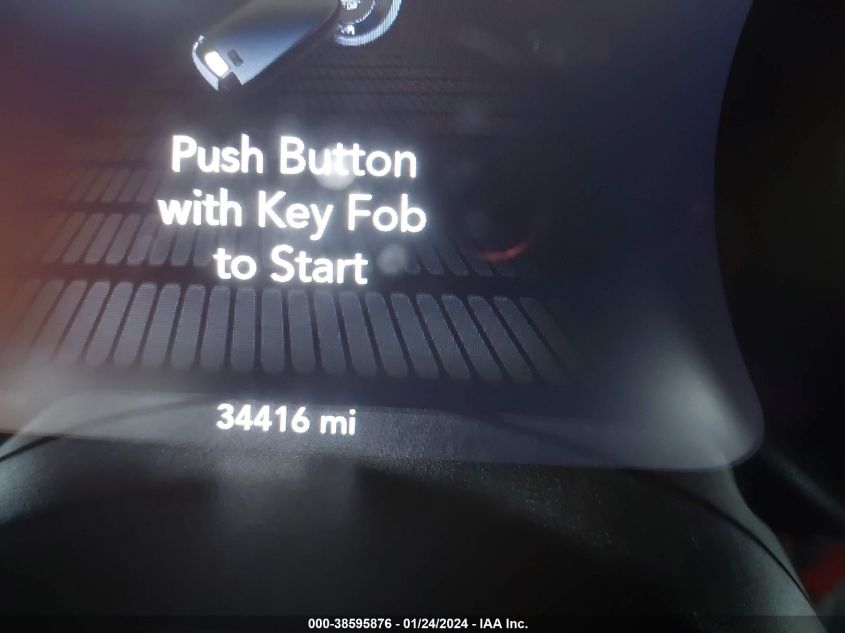 Push Button
with Key Fob
to Start
34416 mi
000-38595876 - 01/24/2024 - IAA Inc.